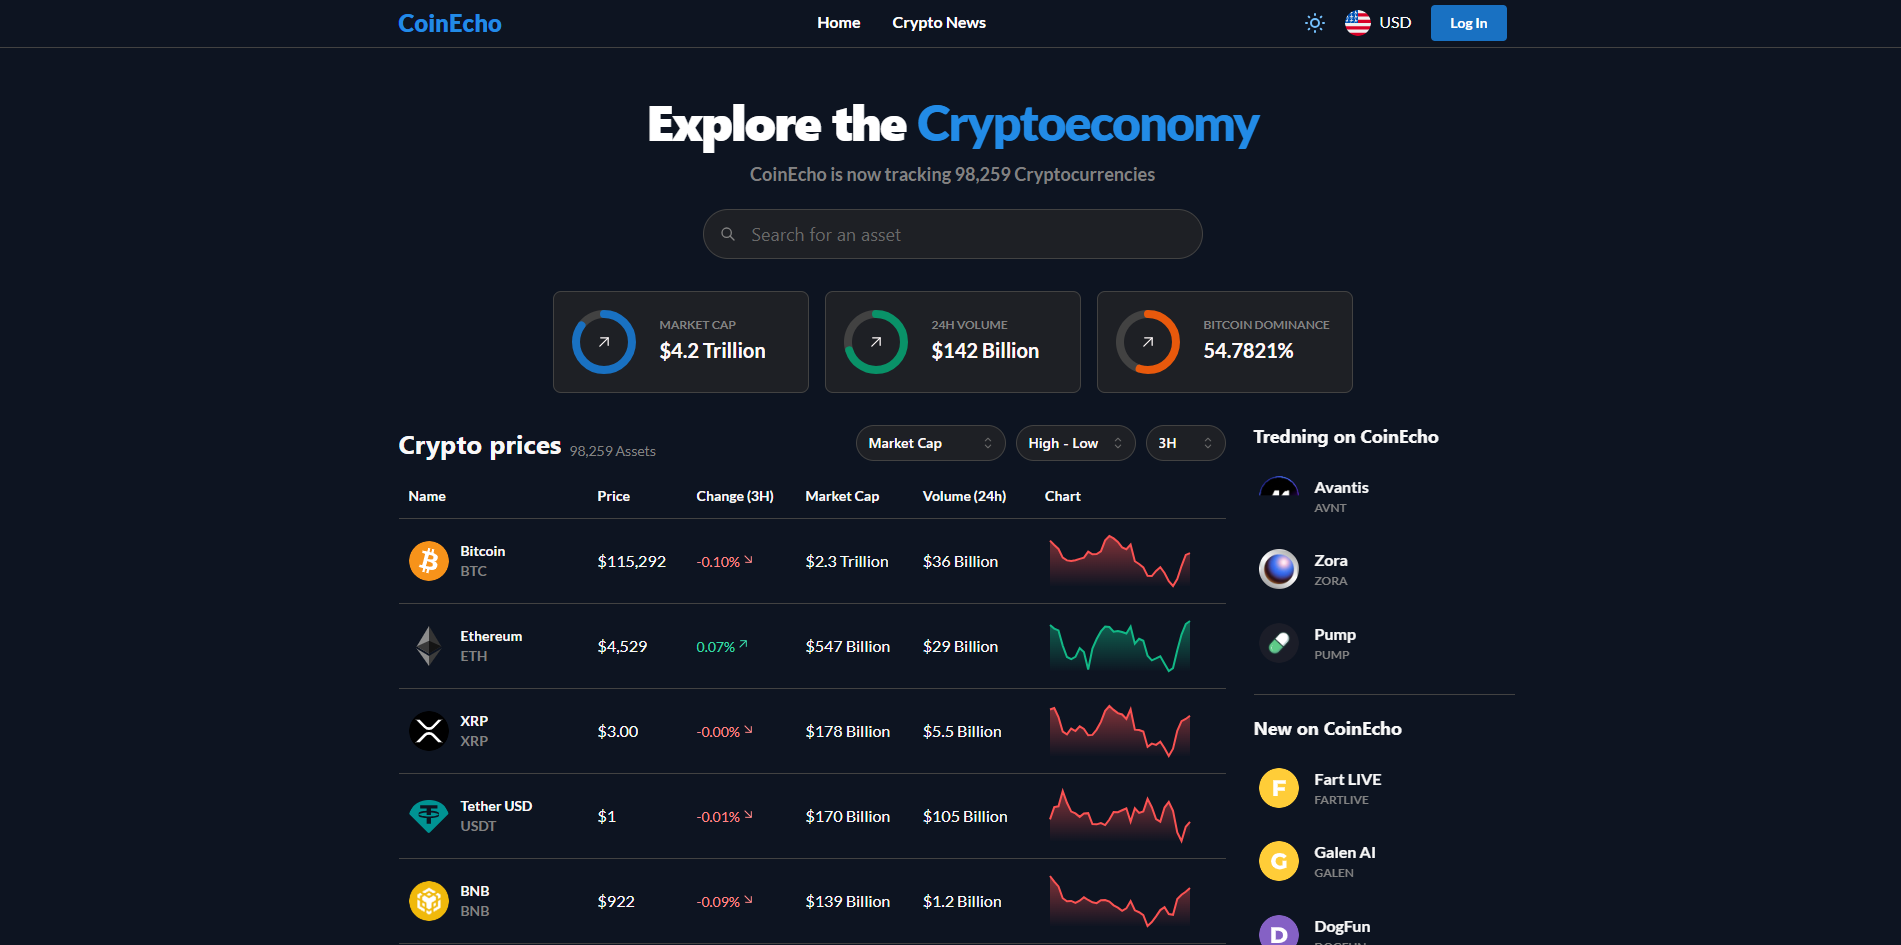 CoinEcho
Home
Crypto News
USD
Log In
Explore the Cryptoeconomy
CoinEcho is now tracking 98,259 Cryptocurrencies
Search for an asset
MARKET CAP
$4.2 Trillion
24H VOLUME
$142 Billion
BITCOIN DOMINANCE
54.7821%
Crypto prices 98,259 Assets
Market Cap
High - Low
3H
Name Price Change (3H) Market Cap Volume (24h) Chart
Bitcoin
BTC
$115,292
-0.10%
$2.3 Trillion
$36 Billion
Ethereum
ETH
$4,529
0.07%
$547 Billion
$29 Billion
XRP
XRP
$3.00
-0.00%
$178 Billion
$5.5 Billion
Tether USD
USDT
$1
-0.01%
$170 Billion
$105 Billion
BNB
BNB
$922
-0.09%
$139 Billion
$1.2 Billion
Tredning on CoinEcho
Avantis
AVNT
Zora
ZORA
Pump
PUMP
New on CoinEcho
F
Fart LIVE
FARTLIVE
G
Galen AI
GALEN
D
DogFun